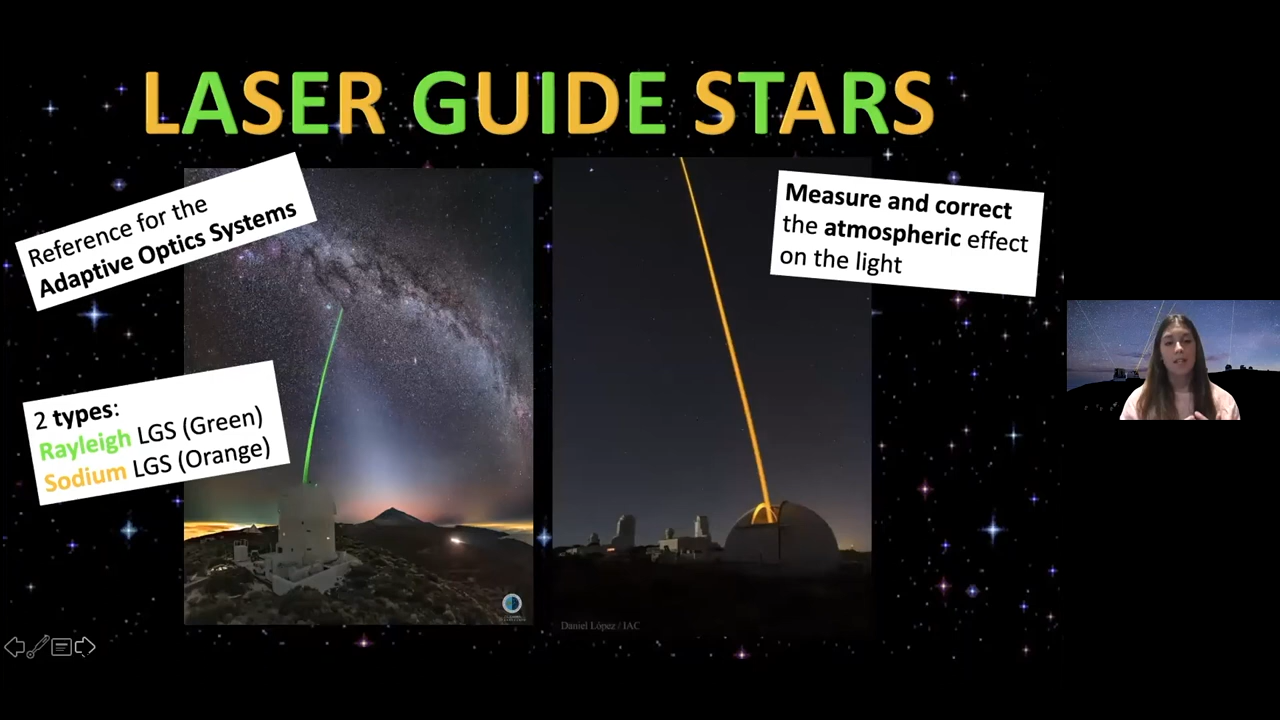 LASER GUIDE STARS
Reference for the
Adaptive Optics Systems
Measure and correct
the atmospheric effect
on the light
2 types:
Rayleigh LGS (Green)
Sodium LGS (Orange)
Daniel López / IAC